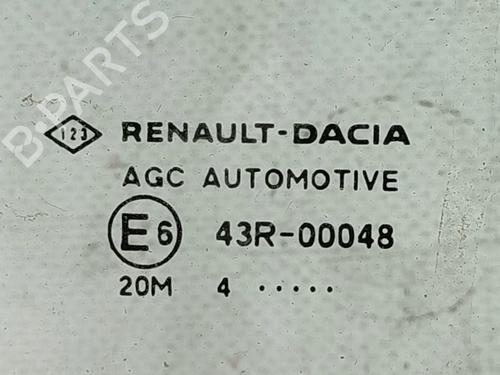 B-PARTS
123 RENAULT-DACIA
AGC AUTOMOTIVE
E6 43R-00048
20M 4 .....